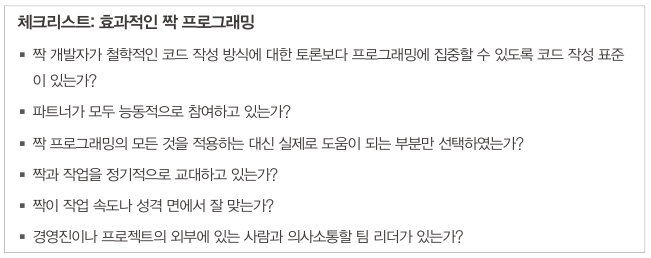 체크리스트: 효과적인 짝 프로그래밍
▪ 짝 개발자가 철학적인 코드 작성 방식에 대한 토론보다 프로그래밍에 집중할 수 있도록 코드 작성 표준
이 있는가?
▪ 파트너가 모두 능동적으로 참여하고 있는가?
▪ 짝 프로그래밍의 모든 것을 적용하는 대신 실제로 도움이 되는 부분만 선택하였는가?
▪ 짝과 작업을 정기적으로 교대하고 있는가?
▪ 짝이 작업 속도나 성격 면에서 잘 맞는가?
▪ 경영진이나 프로젝트의 외부에 있는 사람과 의사소통할 팀 리더가 있는가?